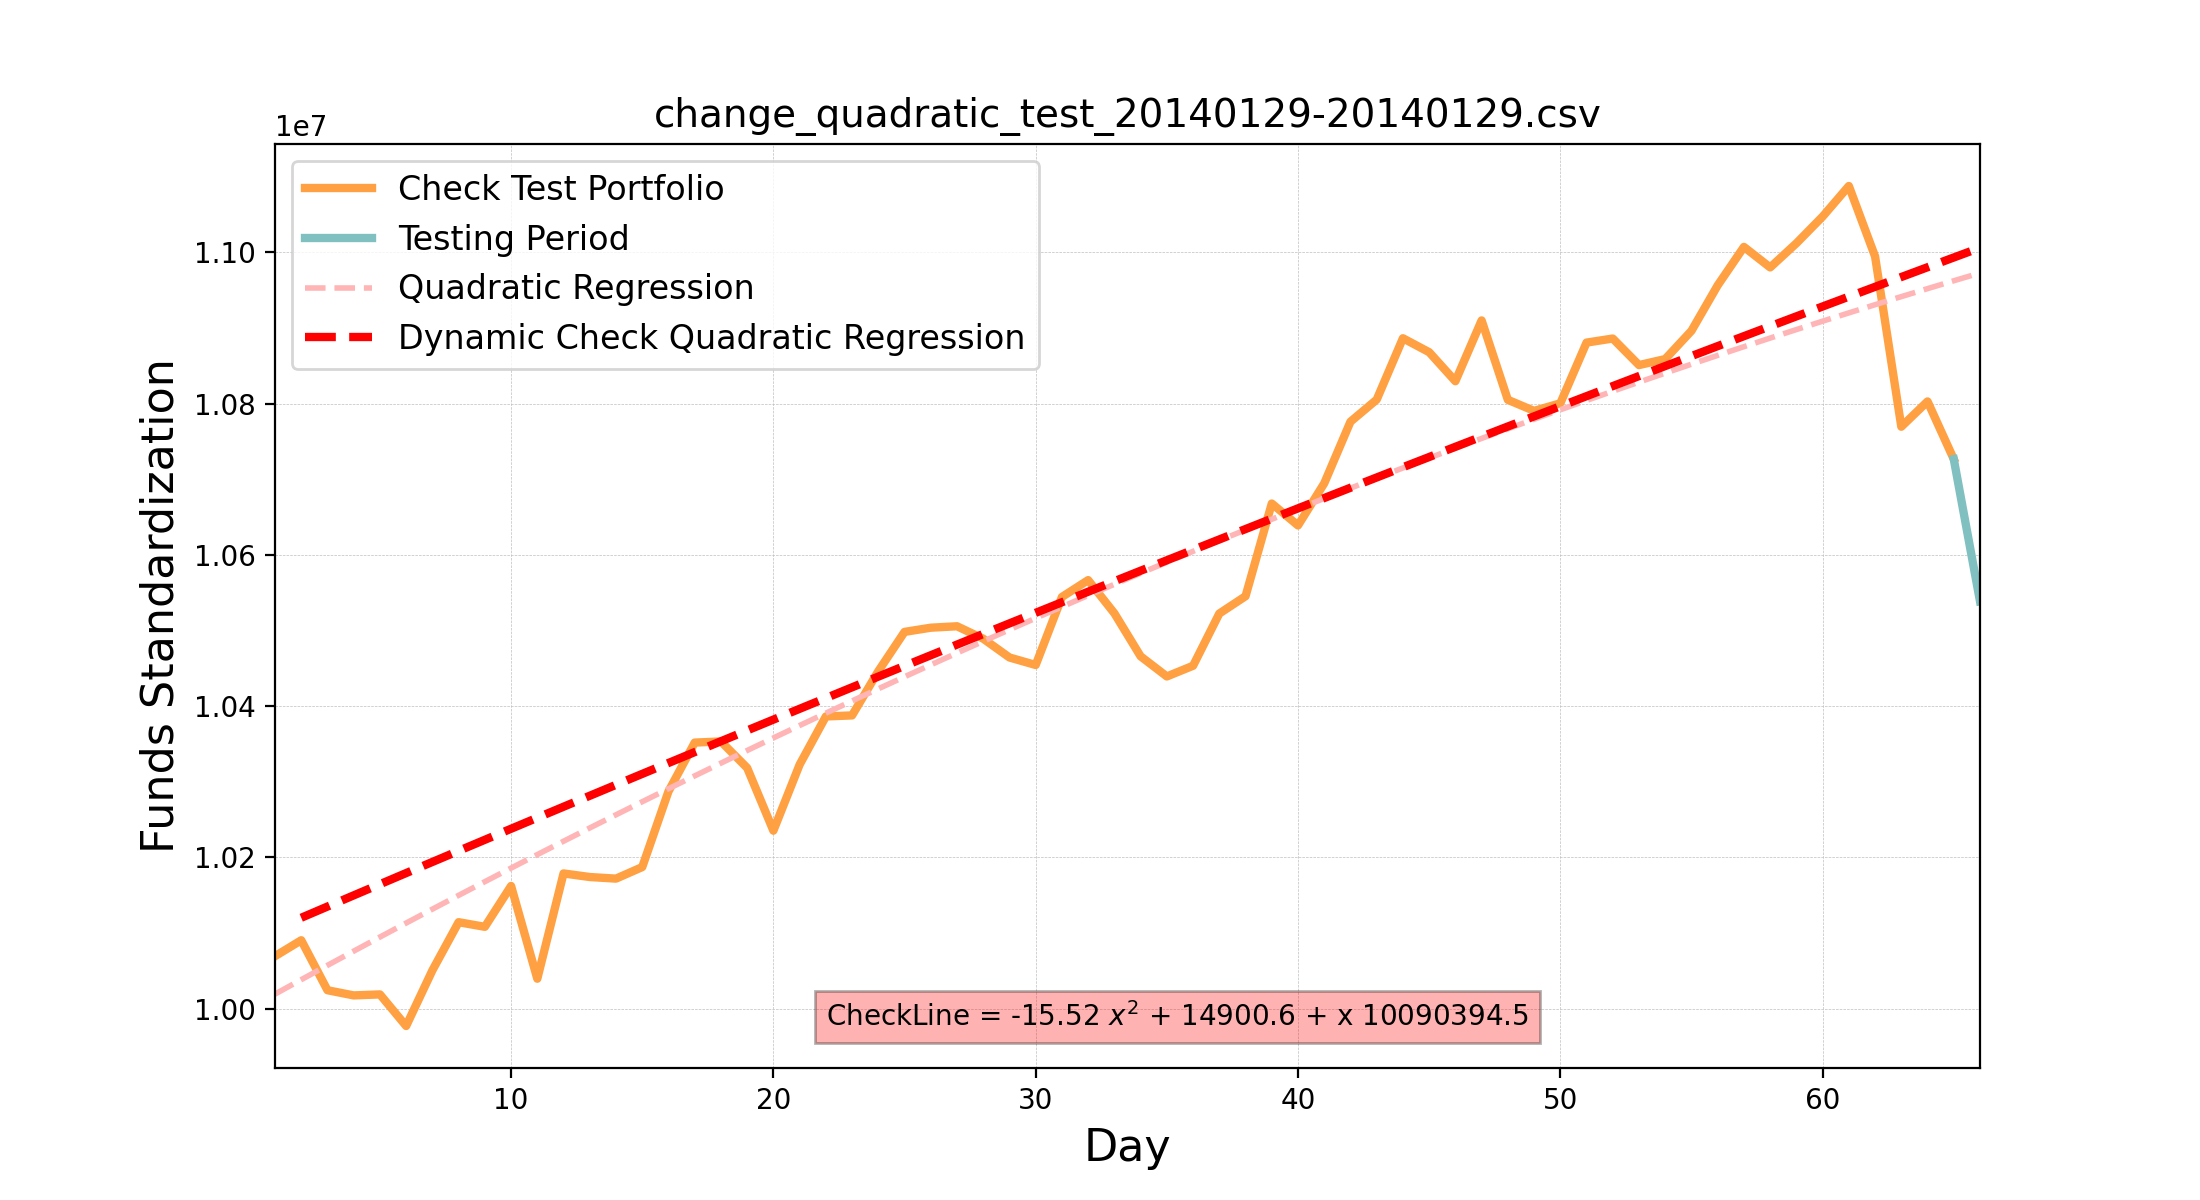 change_quadratic_test_20140129-20140129.csv
1e7
Check Test Portfolio
Testing Period
Quadratic Regression
Dynamic Check Quadratic Regression
1.10
1.08
1.06
1.04
1.02
1.00
Funds Standardization
CheckLine = -15.52 x² + 14900.6 + x 10090394.5
10 20 30 40 50 60
Day